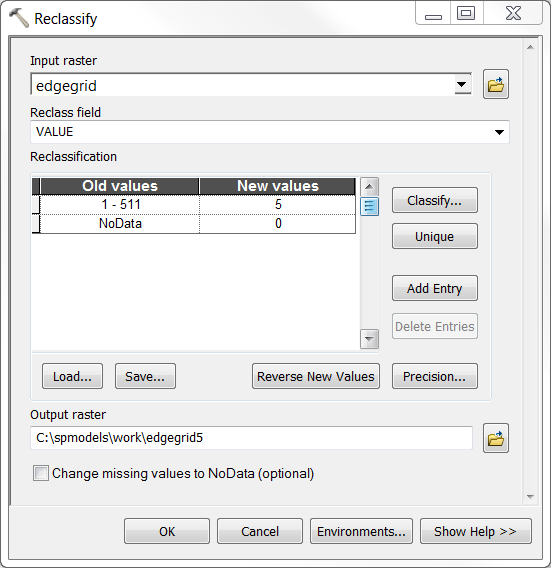 Reclassify
Input raster
edgegrid
Reclass field
VALUE
Reclassification
Old values New values
1 - 511 5
NoData 0
Classify...
Unique
Add Entry
Delete Entries
Load... Save... Reverse New Values Precision...
Output raster
C:\spmodels\work\edgegrid5
Change missing values to NoData (optional)
OK Cancel Environments... Show Help >>